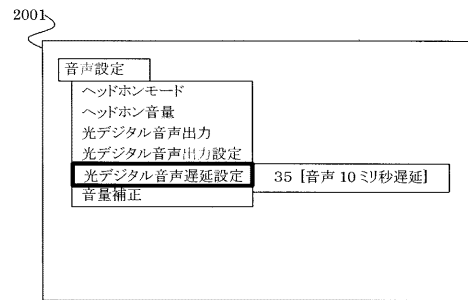 2001
音声設定
ヘッドホンモード
ヘッドホン音量
光デジタル音声出力
光デジタル音声出力設定
光デジタル音声遅延設定 35 [音声 10 ミリ秒遅延]
音量補正